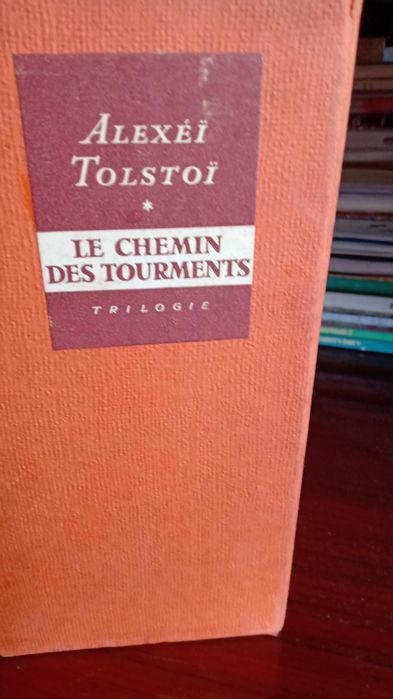 ALEXÉÏ
TOLSTOÏ
*
LE CHEMIN
DES TOURMENTS
TRILOGIE